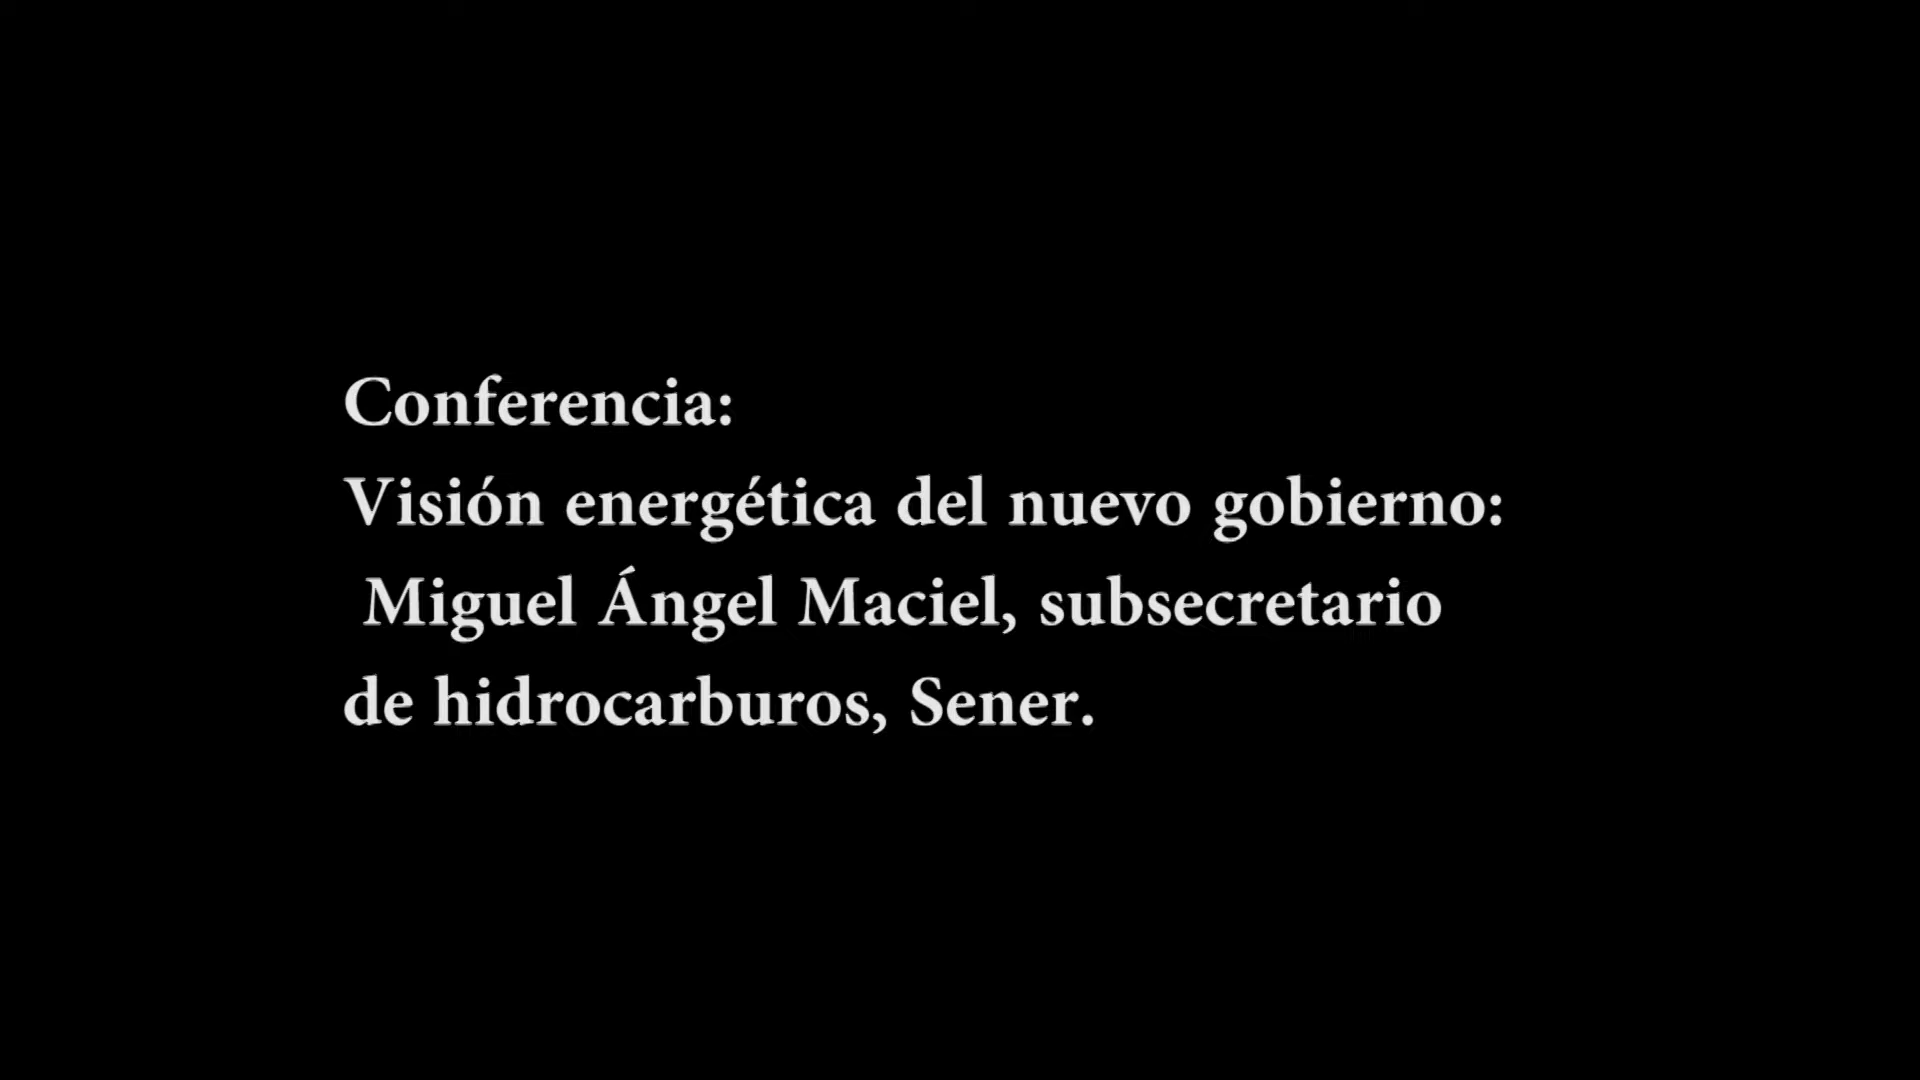 Conferencia:
Visión energética del nuevo gobierno:
Miguel Ángel Maciel, subsecretario
de hidrocarburos, Sener.